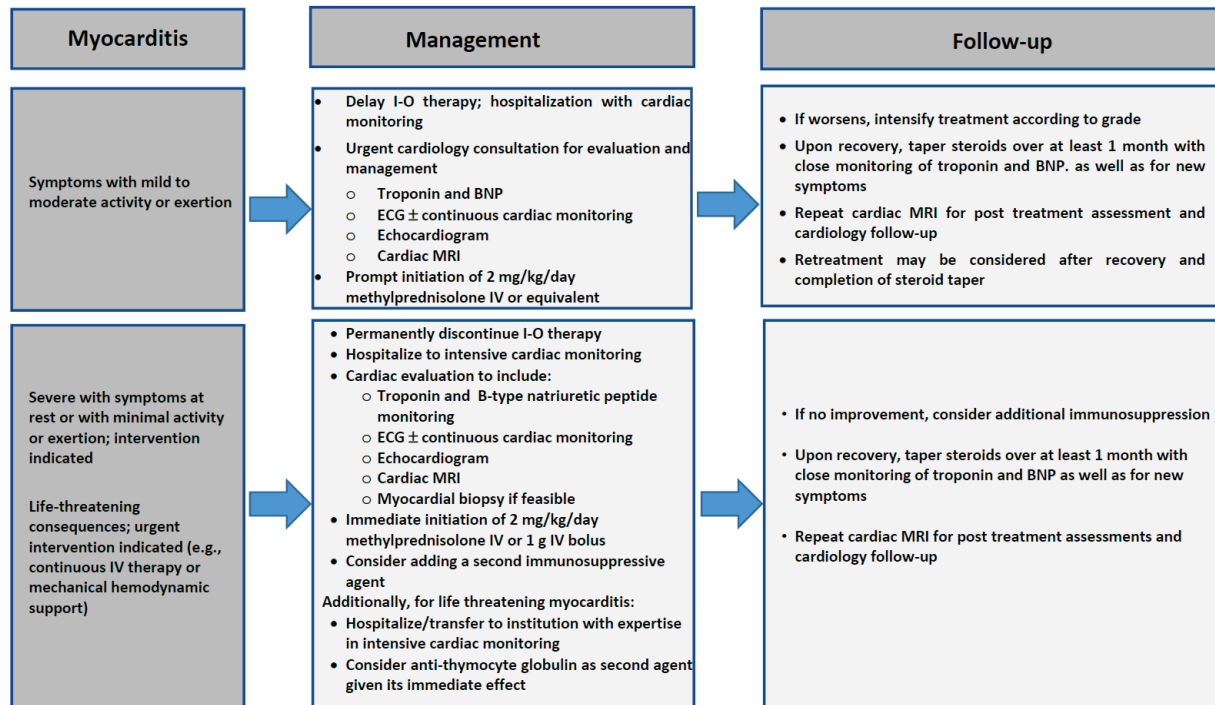 Myocarditis
Management
Follow-up
Symptoms with mild to
moderate activity or exertion
• Delay I-O therapy; hospitalization with cardiac
monitoring
• Urgent cardiology consultation for evaluation and
management
o Troponin and BNP
o ECG ± continuous cardiac monitoring
o Echocardiogram
o Cardiac MRI
• Prompt initiation of 2 mg/kg/day
methylprednisolone IV or equivalent
• If worsens, intensify treatment according to grade
• Upon recovery, taper steroids over at least 1 month with
close monitoring of troponin and BNP. as well as for new
symptoms
• Repeat cardiac MRI for post treatment assessment and
cardiology follow-up
• Retreatment may be considered after recovery and
completion of steroid taper
Severe with symptoms at
rest or with minimal activity
or exertion; intervention
indicated
Life-threatening
consequences; urgent
intervention indicated (e.g.,
continuous IV therapy or
mechanical hemodynamic
support)
• Permanently discontinue I-O therapy
• Hospitalize to intensive cardiac monitoring
• Cardiac evaluation to include:
o Troponin and B-type natriuretic peptide
monitoring
o ECG ± continuous cardiac monitoring
o Echocardiogram
o Cardiac MRI
o Myocardial biopsy if feasible
• Immediate initiation of 2 mg/kg/day
methylprednisolone IV or 1 g IV bolus
• Consider adding a second immunosuppressive
agent
Additionally, for life threatening myocarditis:
• Hospitalize/transfer to institution with expertise
in intensive cardiac monitoring
• Consider anti-thymocyte globulin as second agent
given its immediate effect
• If no improvement, consider additional immunosuppression
• Upon recovery, taper steroids over at least 1 month with
close monitoring of troponin and BNP as well as for new
symptoms
• Repeat cardiac MRI for post treatment assessments and
cardiology follow-up